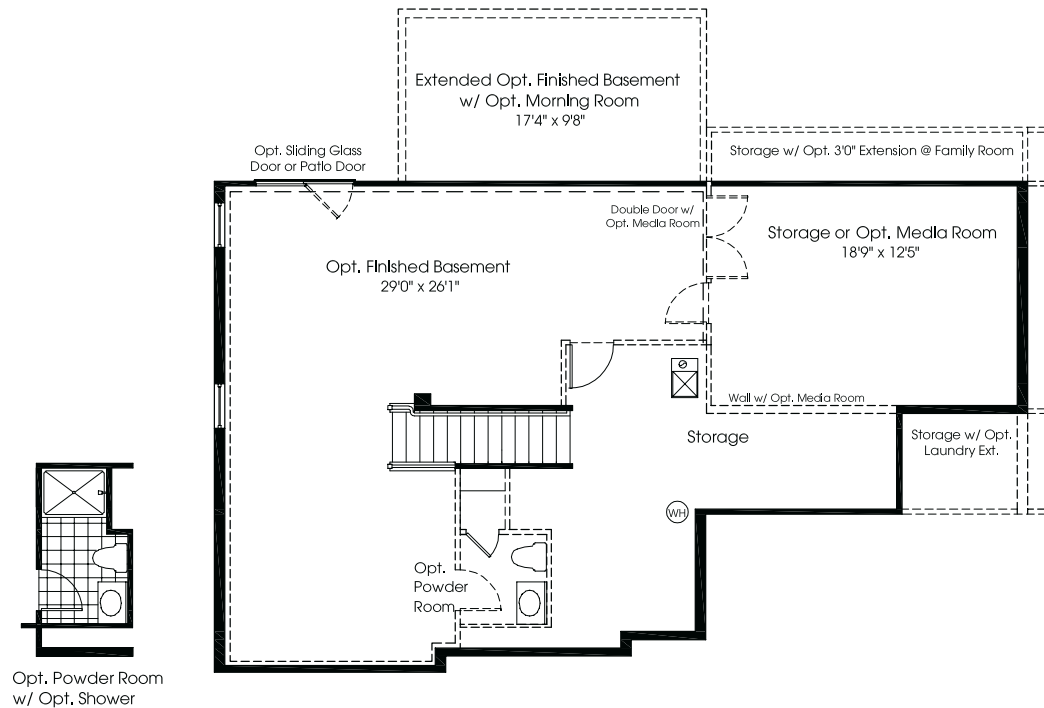 Extended Opt. Finished Basement
w/ Opt. Morning Room
17'4" x 9'8"
Opt. Sliding Glass
Door or Patio Door
Storage w/ Opt. 3'0" Extension @ Family Room
Double Door w/
Opt. Media Room
Storage or Opt. Media Room
18'9" x 12'5"
Opt. Finished Basement
29'0" x 26'1"
Wall w/ Opt. Media Room
Storage
Storage w/ Opt.
Laundry Ext.
WH
Opt.
Powder
Room
Opt. Powder Room
w/ Opt. Shower